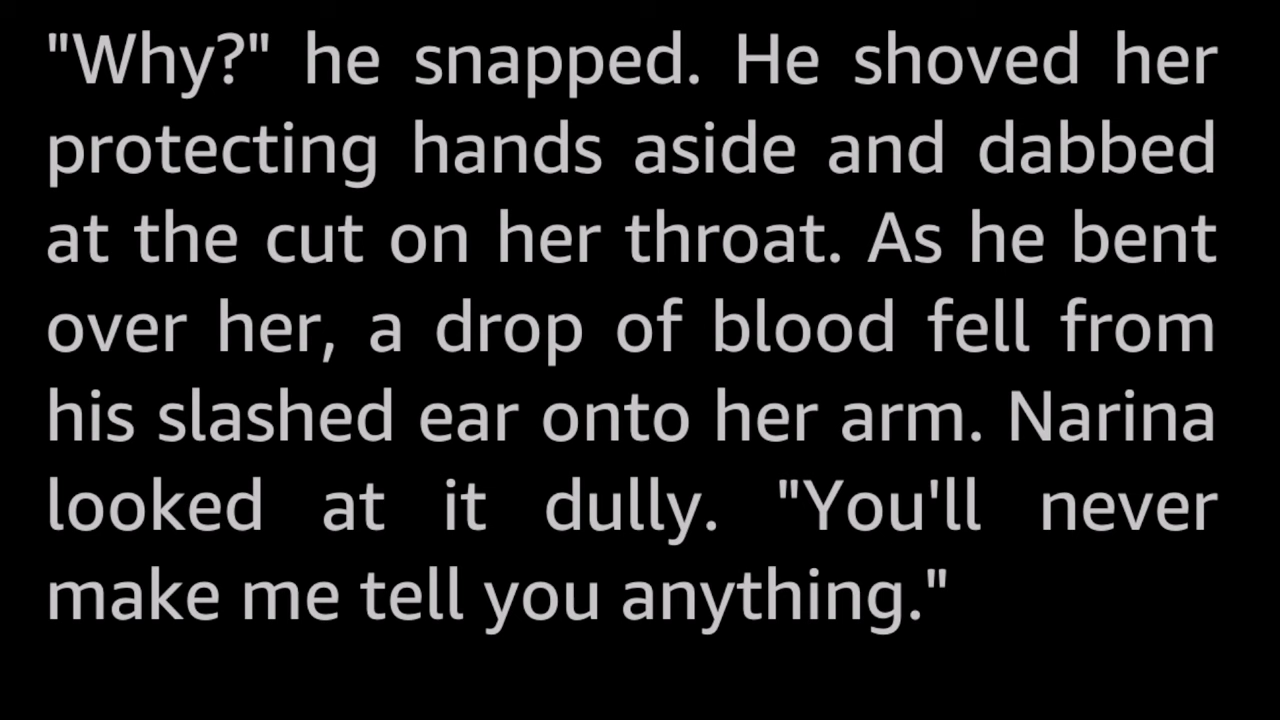 "Why?" he snapped. He shoved her
protecting hands aside and dabbed
at the cut on her throat. As he bent
over her, a drop of blood fell from
his slashed ear onto her arm. Narina
looked at it dully. "You'll never
make me tell you anything."